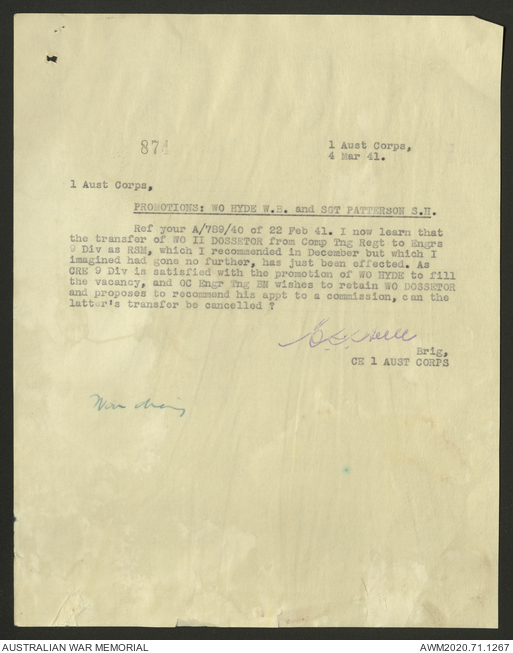 874
1 Aust Corps,
4 Mar 41.
1 Aust Corps,
PROMOTIONS: WO HYDE W.B. and SGT PATTERSON S.H.
Ref your A/789/40 of 22 Feb 41. I now learn that
the transfer of WO II DOSSETOR from Comp Tng Regt to Engrs
9 Div as RSM, which I recommended in December but which I
imagined had gone no further, has just been effected. As
CRE 9 Div is satisfied with the promotion of WO HYDE to fill
the vacancy, and OC Engr Tng BN wishes to retain WO DOSSETOR
and proposes to recommend his appt to a commission, can the
latter's transfer be cancelled ?
Brig,
CE 1 AUST CORPS
War diary
AUSTRALIAN WAR MEMORIAL
AWM2020.71.1267